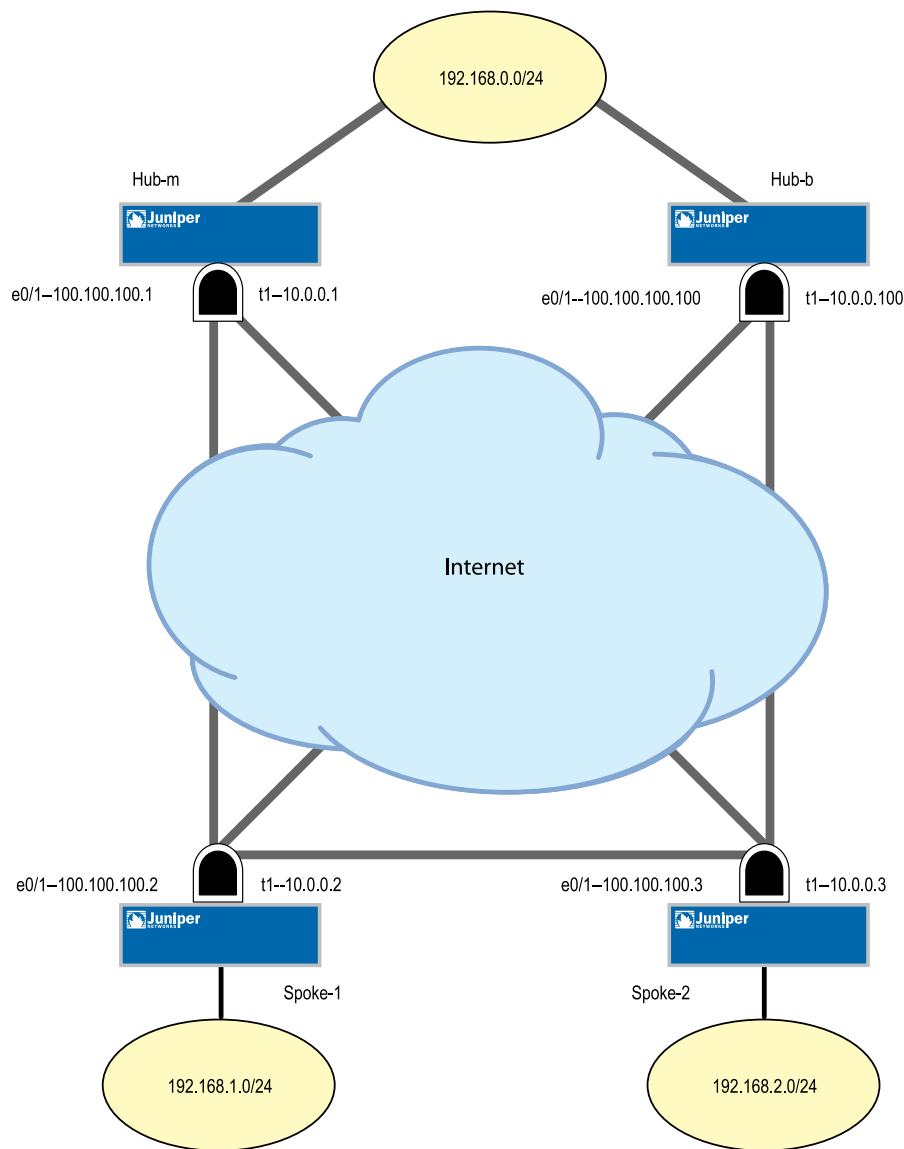 192.168.0.0/24
Hub-m
Hub-b
Juniper
NETWORKS
Juniper
NETWORKS
e0/1–100.100.100.1
t1–10.0.0.1
e0/1--100.100.100.100
t1–10.0.0.100
Internet
e0/1–100.100.100.2
t1--10.0.0.2
e0/1–100.100.100.3
t1–10.0.0.3
Juniper
NETWORKS
Juniper
NETWORKS
Spoke-1
Spoke-2
192.168.1.0/24
192.168.2.0/24